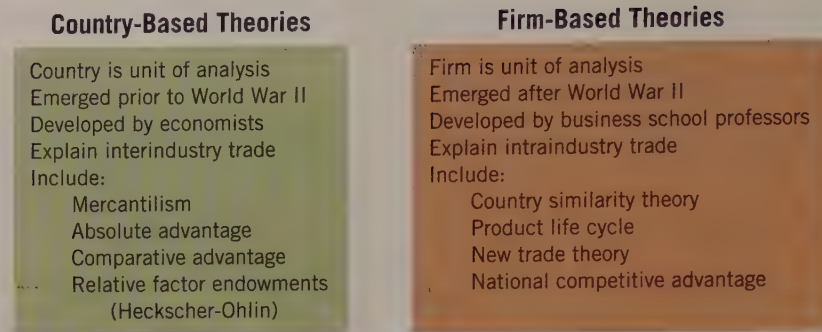 Country-Based Theories
Country is unit of analysis
Emerged prior to World War II
Developed by economists
Explain interindustry trade
Include:
Mercantilism
Absolute advantage
Comparative advantage
Relative factor endowments
(Heckscher-Ohlin)
Firm-Based Theories
Firm is unit of analysis
Emerged after World War II
Developed by business school professors
Explain intraindustry trade
Include:
Country similarity theory
Product life cycle
New trade theory
National competitive advantage